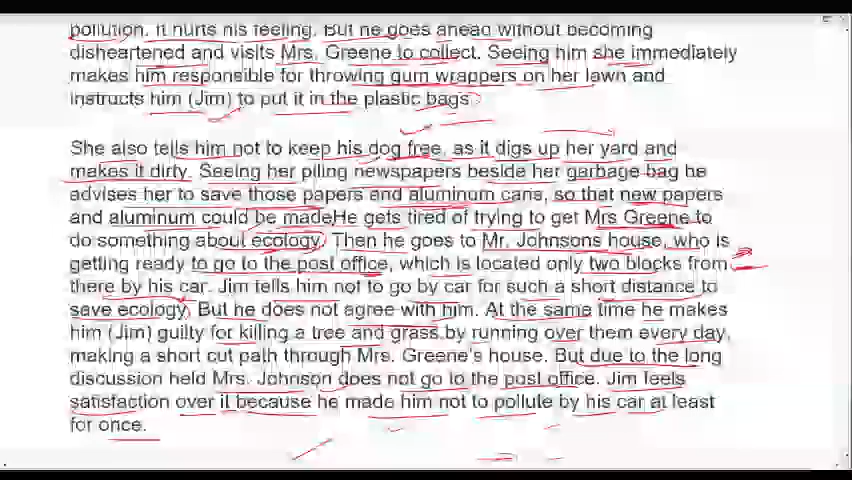 pollution. It hurts his feeling. But he goes ahead without becoming
disheartened and visits Mrs. Greene to collect. Seeing him she immediately
makes him responsible for throwing gum wrappers on her lawn and
instructs him (Jim) to put it in the plastic bags.
She also tells him not to keep his dog free, as it digs up her yard and
makes it dirty. Seeing her piling newspapers beside her garbage bag he
advises her to save those papers and aluminum cans, so that new papers
and aluminum could be made.He gets tired of trying to get Mrs Greene to
do something about ecology. Then he goes to Mr. Johnsons house, who is
getting ready to go to the post office, which is located only two blocks from
there by his car. Jim tells him not to go by car for such a short distance to
save ecology. But he does not agree with him. At the same time he makes
him (Jim) guilty for killing a tree and grass by running over them every day,
making a short cut path through Mrs. Greene's house. But due to the long
discussion held Mrs. Johnson does not go to the post office. Jim feels
satisfaction over it because he made him not to pollute by his car at least
for once.